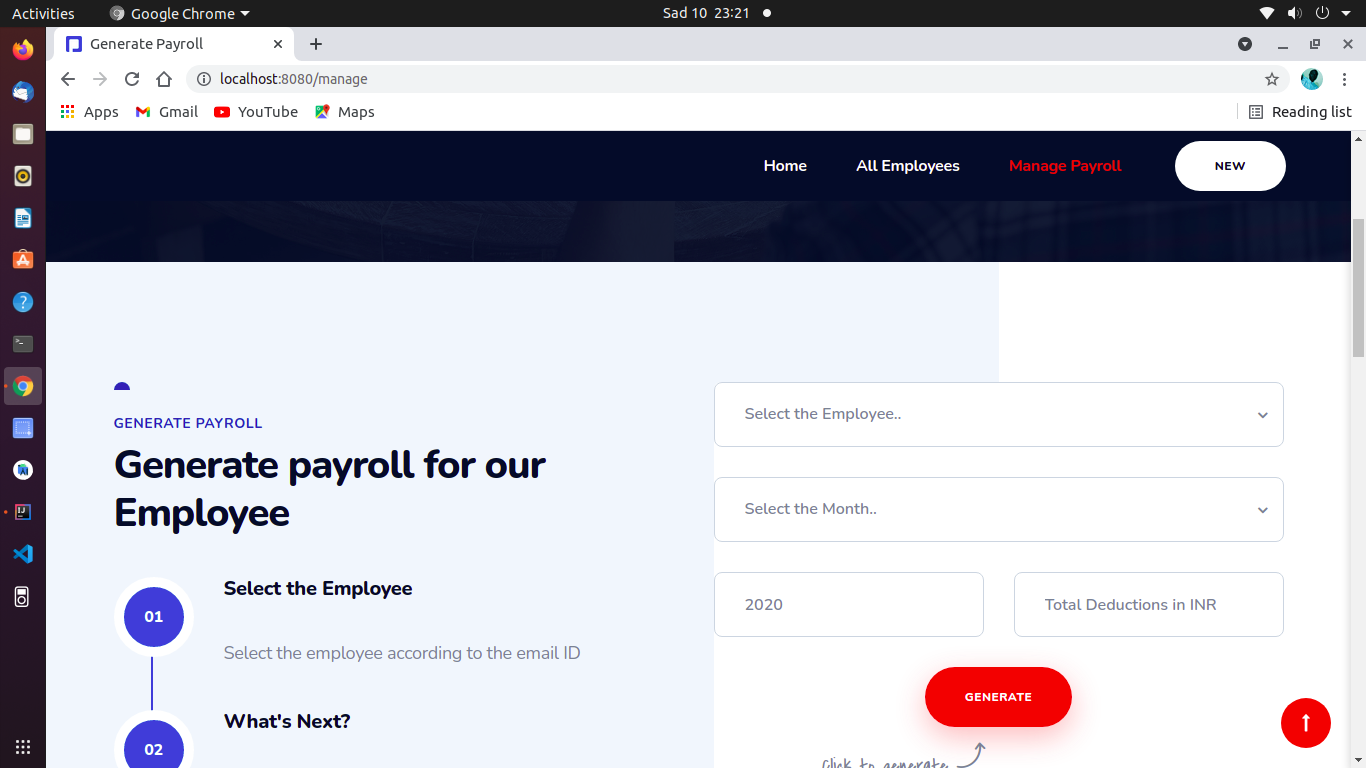 Activities
Google Chrome
Sad 10 23:21
Generate Payroll
localhost:8080/manage
Apps
Gmail
YouTube
Maps
Reading list
Home
All Employees
Manage Payroll
NEW
GENERATE PAYROLL
Generate payroll for our
Employee
01
Select the Employee
Select the employee according to the email ID
02
What's Next?
Select the Employee..
Select the Month..
2020
Total Deductions in INR
GENERATE
Click to generate